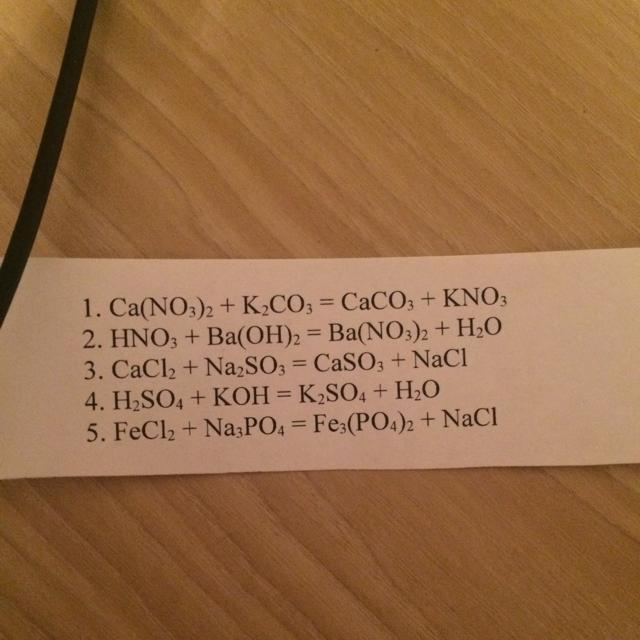 1. Ca(NO₃)₂ + K₂CO₃ = CaCO₃ + KNO₃
2. HNO₃ + Ba(OH)₂ = Ba(NO₃)₂ + H₂O
3. CaCl₂ + Na₂SO₃ = CaSO₃ + NaCl
4. H₂SO₄ + KOH = K₂SO₄ + H₂O
5. FeCl₂ + Na₃PO₄ = Fe₃(PO₄)₂ + NaCl